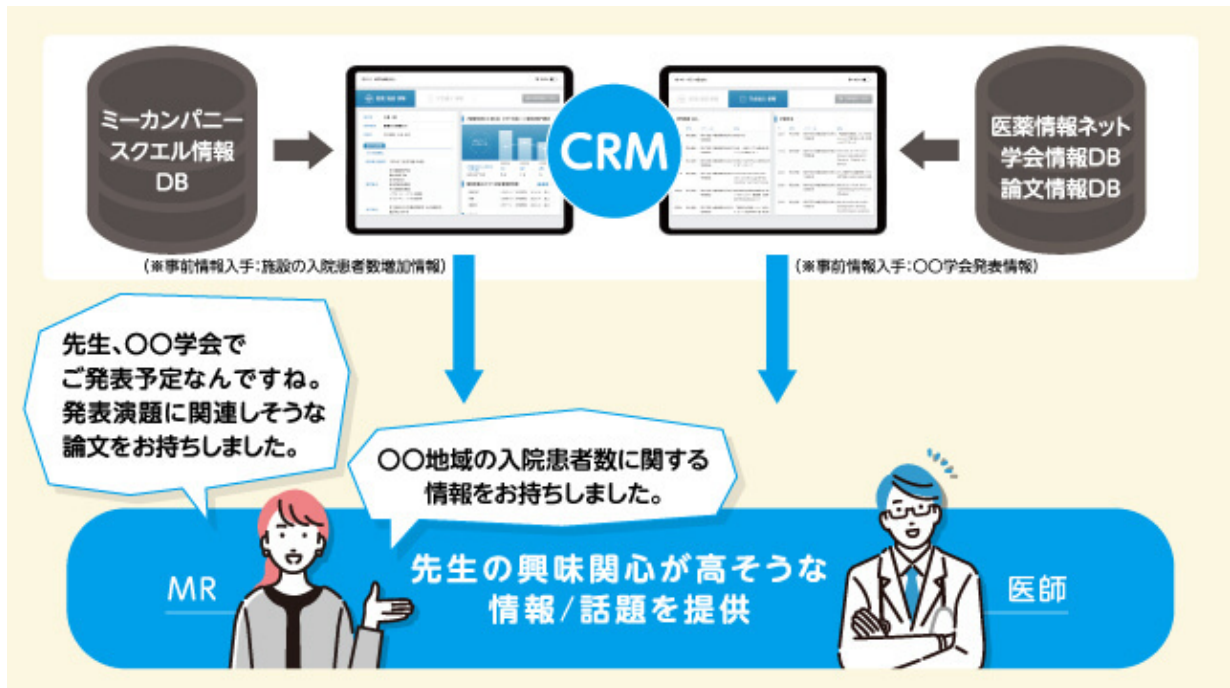 ミーカンパニー
スクエル情報
DB
CRM
医薬情報ネット
学会情報DB
論文情報DB
(※事前情報入手:施設の入院患者数増加情報)
(※事前情報入手:〇〇学会発表情報)
先生、〇〇学会で
ご発表予定なんですね。
発表演題に関連しそうな
論文をお持ちしました。
〇〇地域の入院患者数に関する
情報をお持ちしました。
MR
先生の興味関心が高そうな
情報/話題を提供
医師